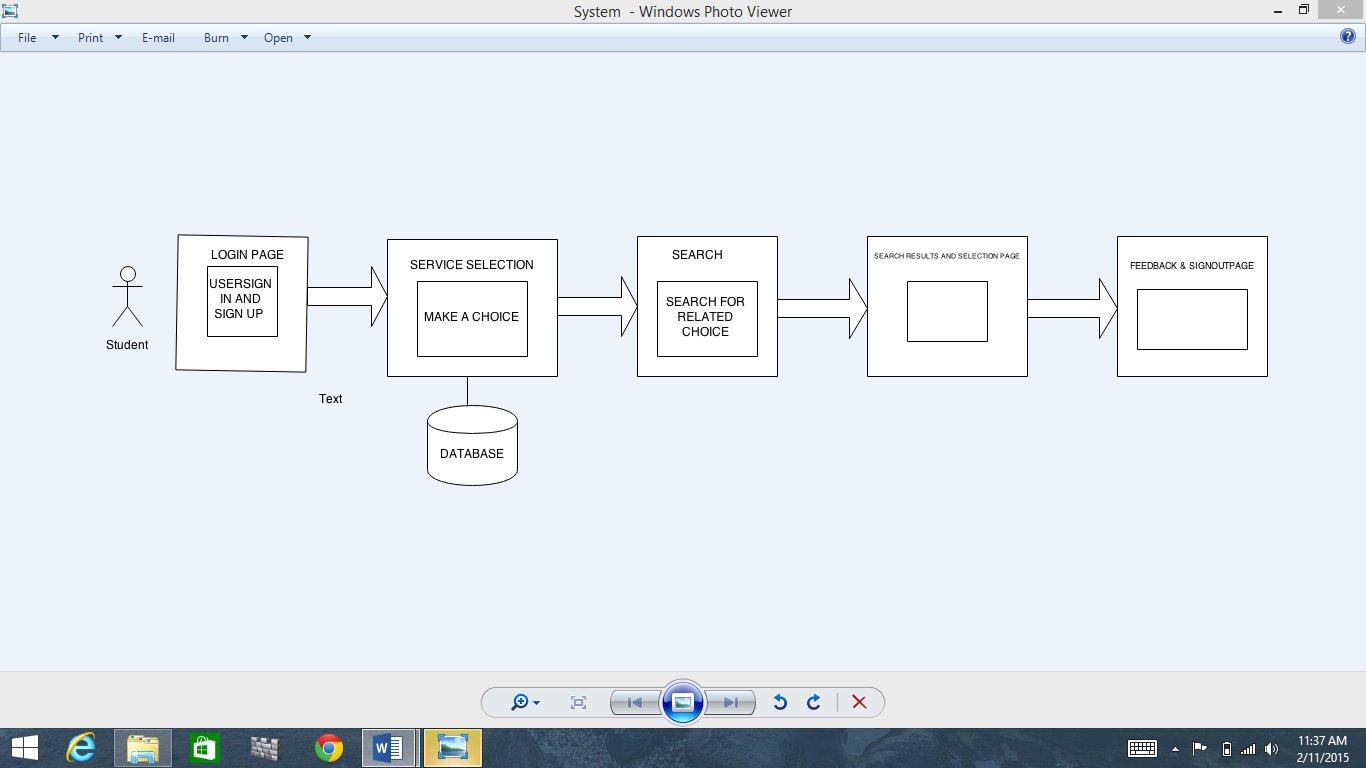 System  - Windows Photo Viewer
File Print E-mail Burn Open
LOGIN PAGE
USERSIGN
IN AND
SIGN UP
Student
Text
SERVICE SELECTION
MAKE A CHOICE
DATABASE
SEARCH
SEARCH FOR
RELATED
CHOICE
SEARCH RESULTS AND SELECTION PAGE
FEEDBACK & SIGNOUTPAGE
11:37 AM
2/11/2015